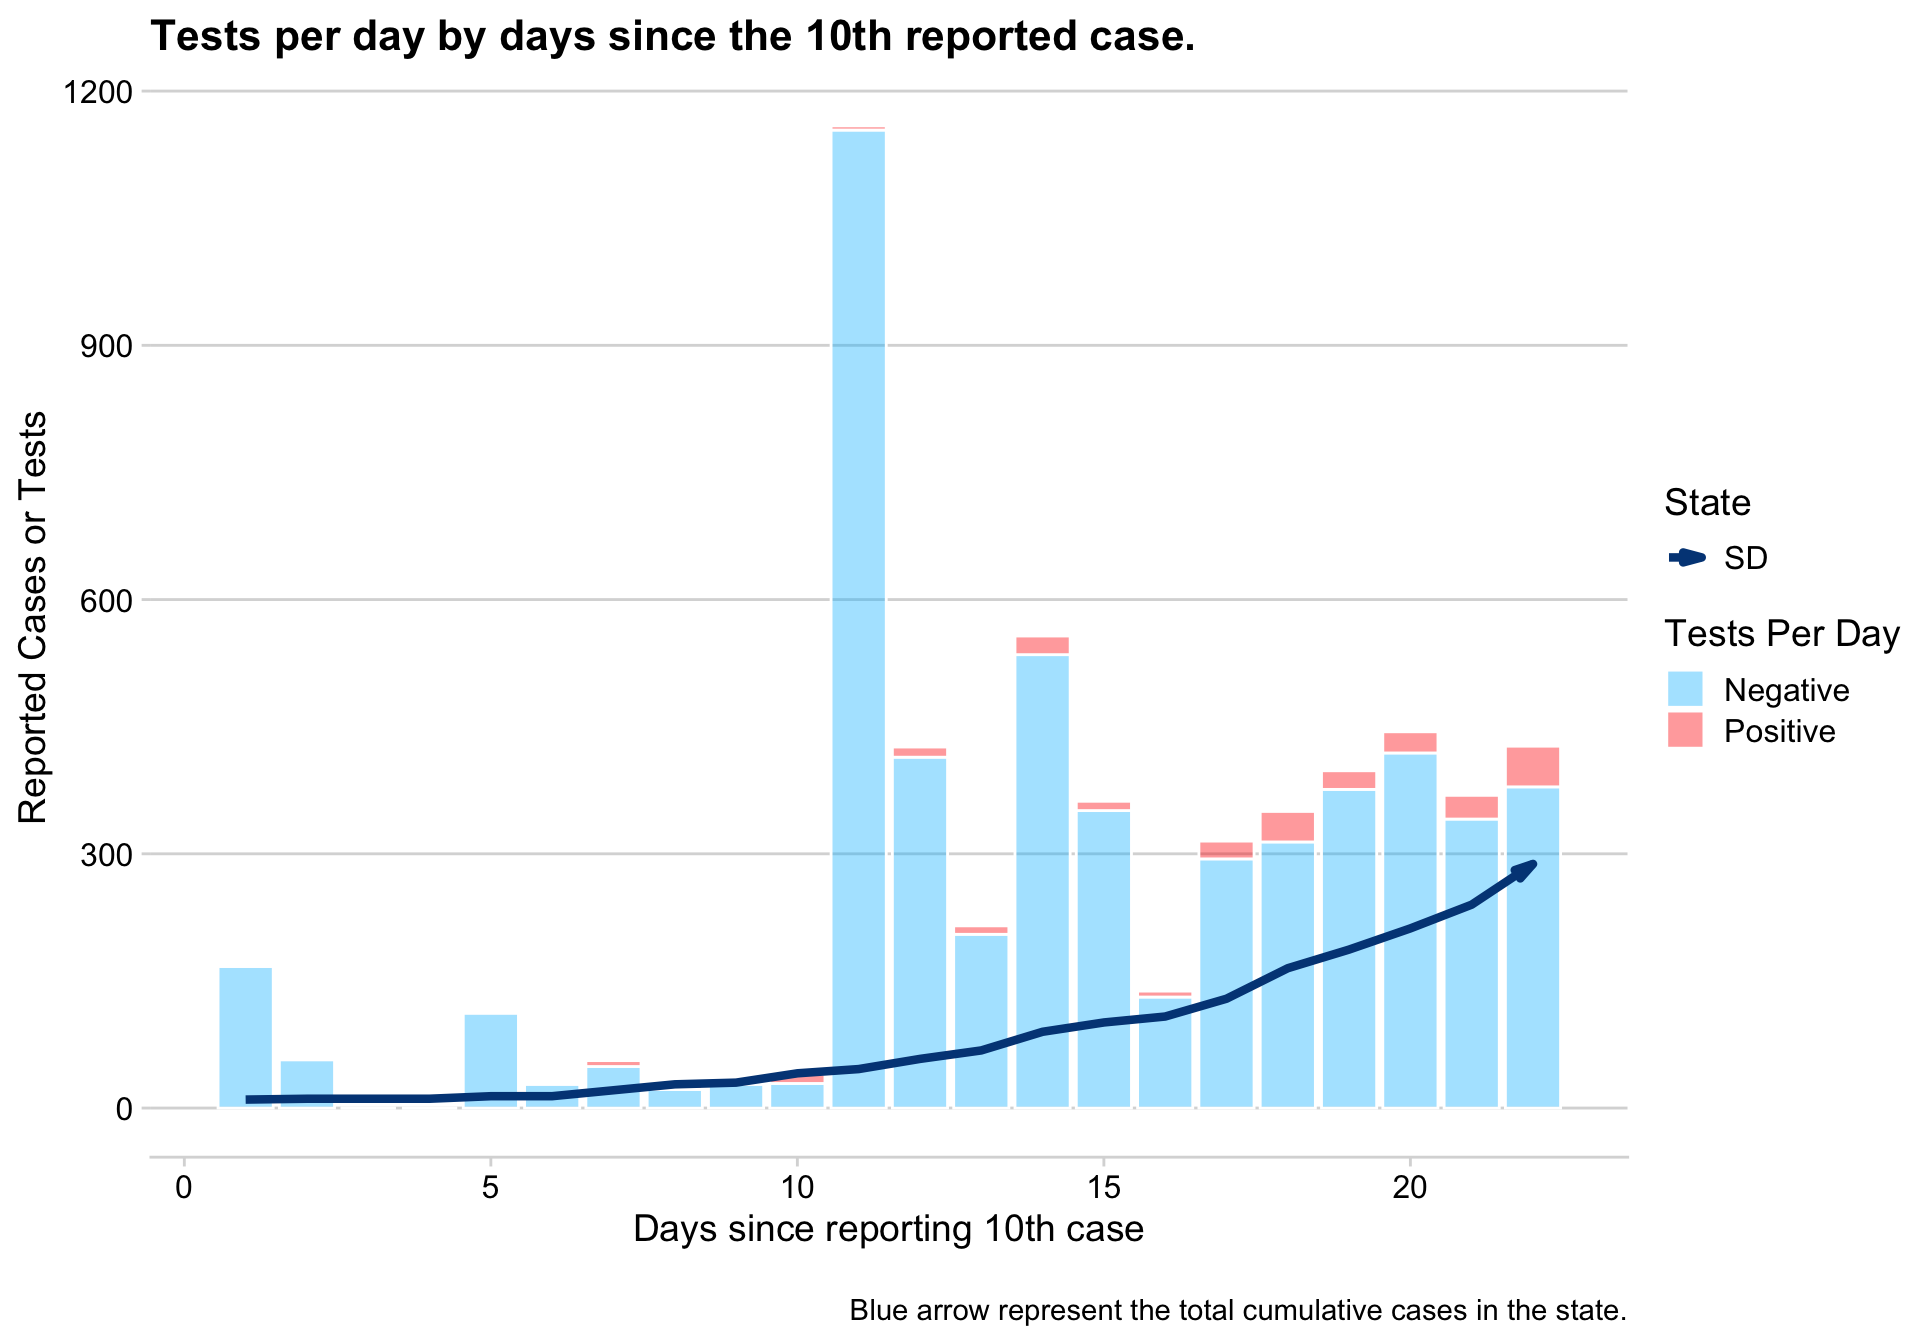 Tests per day by days since the 10th reported case.
1200
900
600
300
0
Reported Cases or Tests
0 5 10 15 20
Days since reporting 10th case
State
SD
Tests Per Day
Negative
Positive
Blue arrow represent the total cumulative cases in the state.